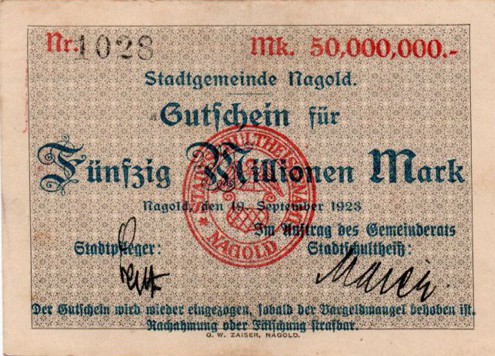 Nr. 1028 Mk. 50,000,000.-
Stadtgemeinde Nagold.
Gutschein für
Fünfzig Millionen Mark
Nagold, den 19. September 1923
Im Auftrag des Gemeinderats
Stadtpfleger: Stadtschultheiß:
NAGOLD
Der Gutschein wird wieder eingezogen, sobald der Bargeldmangel behoben ist.
Nachahmung oder Fälschung strafbar.
G. W. ZAISER, NAGOLD.